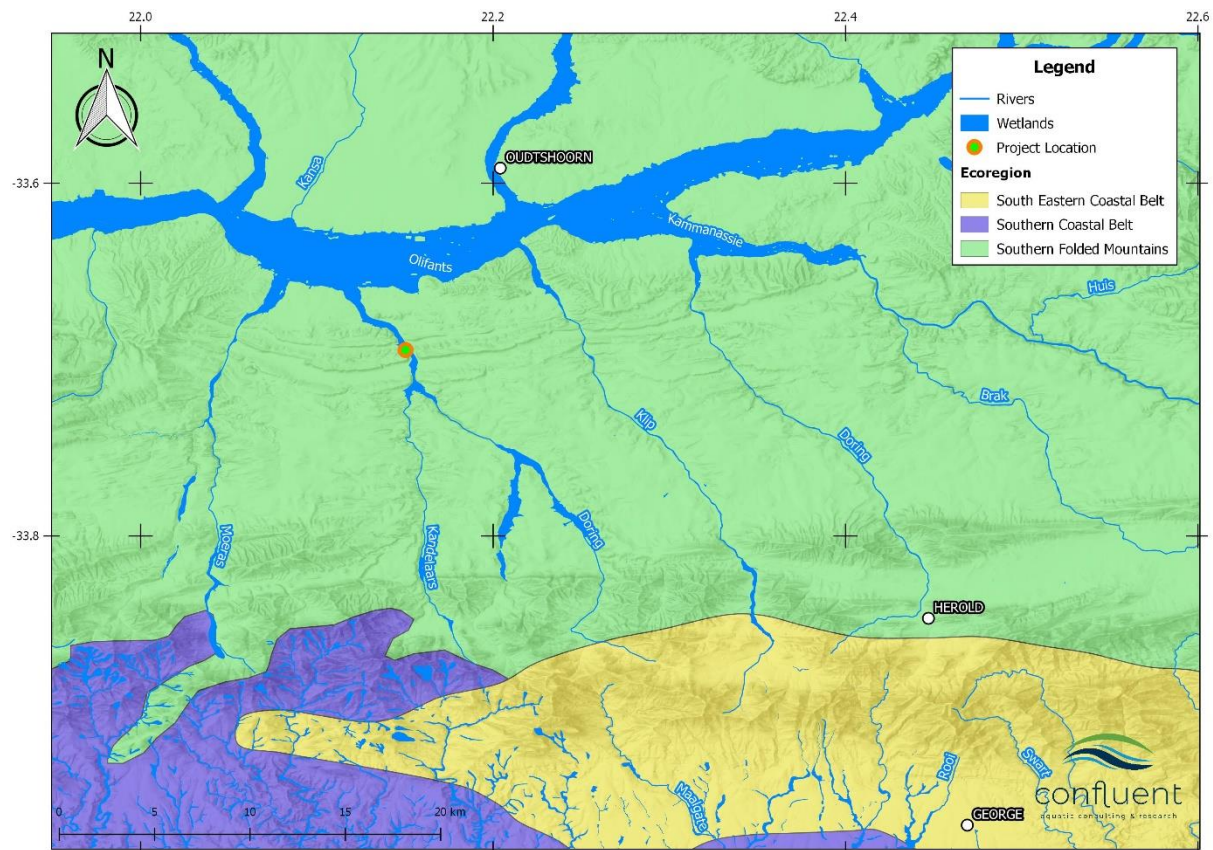 22.0
22.2
22.4
22.6
N
Legend
Rivers
Wetlands
Project Location
Ecoregion
South Eastern Coastal Belt
Southern Coastal Belt
Southern Folded Mountains
-33.6
-33.8
Kansa
OUDTSHOORN
Kammanassie
Olifants
Huis
Brak
Klip
Doring
Moeras
Kandelaars
Doring
HEROLD
Maalgate
Rooi
Swart
GEORGE
0
5
10
15
20 km
confluent
aquatic consulting & research